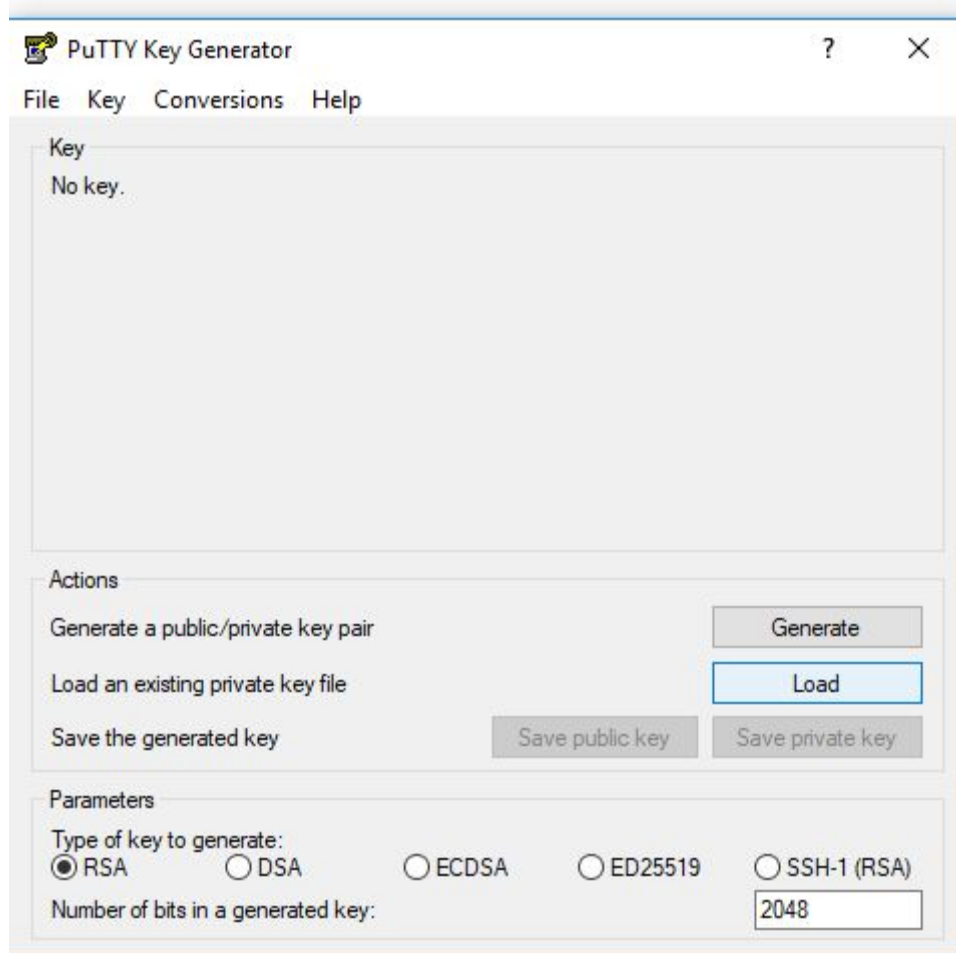 PuTTY Key Generator ? ×
File Key Conversions Help
Key
No key.
Actions
Generate a public/private key pair Generate
Load an existing private key file Load
Save the generated key Save public key Save private key
Parameters
Type of key to generate:
RSA DSA ECDSA ED25519 SSH-1 (RSA)
Number of bits in a generated key: 2048